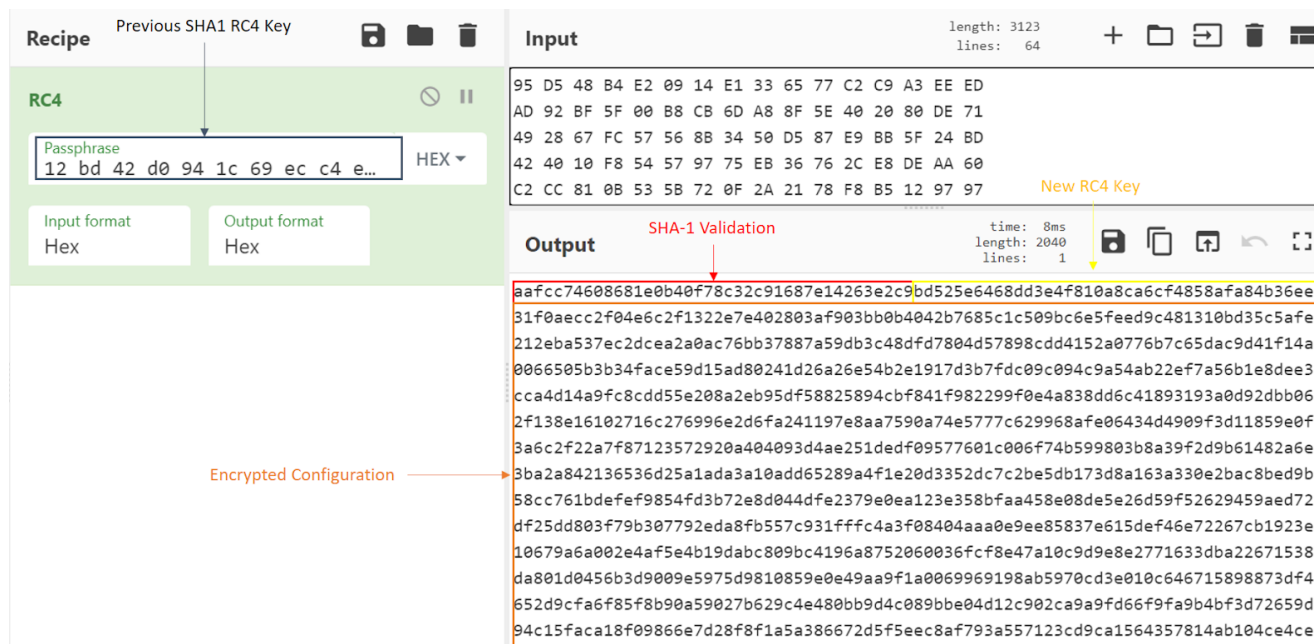 Recipe
Previous SHA1 RC4 Key
RC4
Passphrase
12 bd 42 d0 94 1c 69 ec c4 e…
HEX
Input format
Hex
Output format
Hex
Encrypted Configuration
Input
length: 3123
lines: 64
95 D5 48 B4 E2 09 14 E1 33 65 77 C2 C9 A3 EE ED
AD 92 BF 5F 00 B8 CB 6D A8 8F 5E 40 20 80 DE 71
49 28 67 FC 57 56 8B 34 50 D5 87 E9 BB 5F 24 BD
42 40 10 F8 54 57 97 75 EB 36 76 2C E8 DE AA 60
C2 CC 81 0B 53 5B 72 0F 2A 21 78 F8 B5 12 97 97
New RC4 Key
Output
SHA-1 Validation
time: 8ms
length: 2040
lines: 1
aafcc74608681e0b40f78c32c91687e14263e2c9bd525e6468dd3e4f810a8ca6cf4858afa84b36ee
31f0aecc2f04e6c2f1322e7e402803af903bb0b4042b7685c1c509bc6e5feed9c481310bd35c5afe
212eba537ec2dcea2a0ac76bb37887a59db3c48dfd7804d57898cdd4152a0776b7c65dac9d41f14a
0066505b3b34face59d15ad80241d26a26e54b2e1917d3b7fdc09c094c9a54ab22ef7a56b1e8dee3
cca4d14a9fc8cdd55e208a2eb95df58825894cbf841f982299f0e4a838dd6c41893193a0d92dbb06
2f138e16102716c276996e2d6fa241197e8aa7590a74e5777c629968afe06434d4909f3d11859e0f
3a6c2f22a7f87123572920a404093d4ae251dedf09577601c006f74b599803b8a39f2d9b61482a6e
3ba2a842136536d25a1ada3a10add65289a4f1e20d3352dc7c2be5db173d8a163a330e2bac8bed9b
58cc761bdefef9854fd3b72e8d044dfe2379e0ea123e358bfaa458e08de5e26d59f52629459aed72
df25dd803f79b307792eda8fb557c931fffc4a3f08404aaa0e9ee85837e615def46e72267cb1923e
10679a6a002e4af5e4b19dabc809bc4196a8752060036fcf8e47a10c9d9e8e2771633dba22671538
da801d0456b3d9009e5975d9810859e0e49aa9f1a0069969198ab5970cd3e010c646715898873df4
652d9cfa6f85f8b90a59027b629c4e480bb9d4c089bbe04d12c902ca9a9fd66f9fa9b4bf3d72659d
94c15faca18f09866e7d28f8f1a5a386672d5f5eec8af793a557123cd9ca1564357814ab104ce4ce